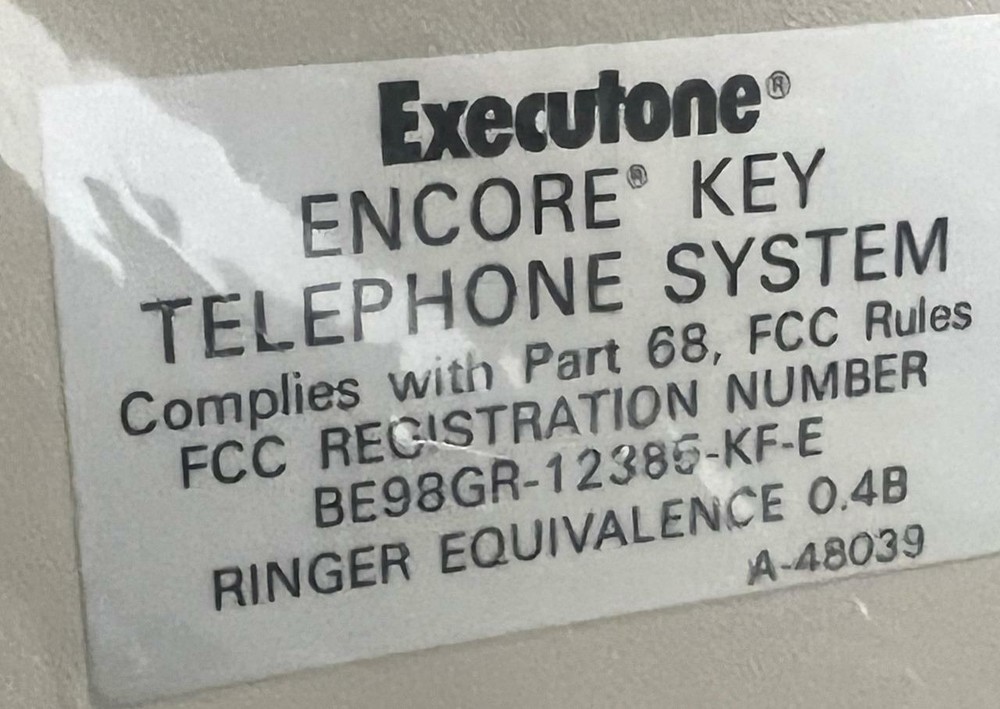 Executone®
ENCORE® KEY
TELEPHONE SYSTEM
Complies with Part 68, FCC Rules
FCC REGISTRATION NUMBER
BE98GR-12385-KF-E
RINGER EQUIVALENCE 0.4B
A-48039